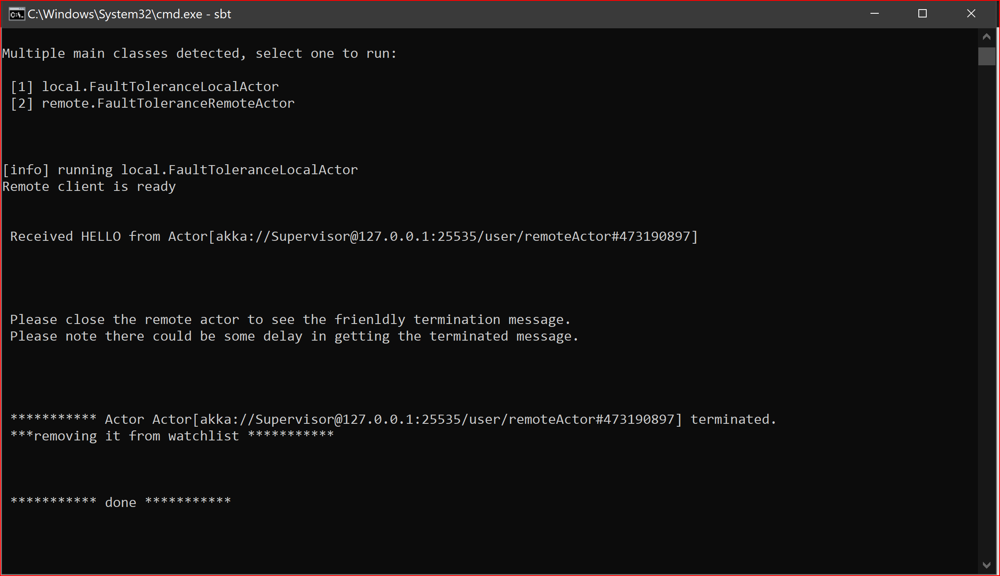 C:\Windows\System32\cmd.exe - sbt
Multiple main classes detected, select one to run:
[1] local.FaultToleranceLocalActor
[2] remote.FaultToleranceRemoteActor
[info] running local.FaultToleranceLocalActor
Remote client is ready
Received HELLO from Actor[akka://Supervisor@127.0.0.1:25535/user/remoteActor#473190897]
Please close the remote actor to see the frienldly termination message.
Please note there could be some delay in getting the terminated message.
*********** Actor Actor[akka://Supervisor@127.0.0.1:25535/user/remoteActor#473190897] terminated.
***removing it from watchlist ***********
*********** done ***********